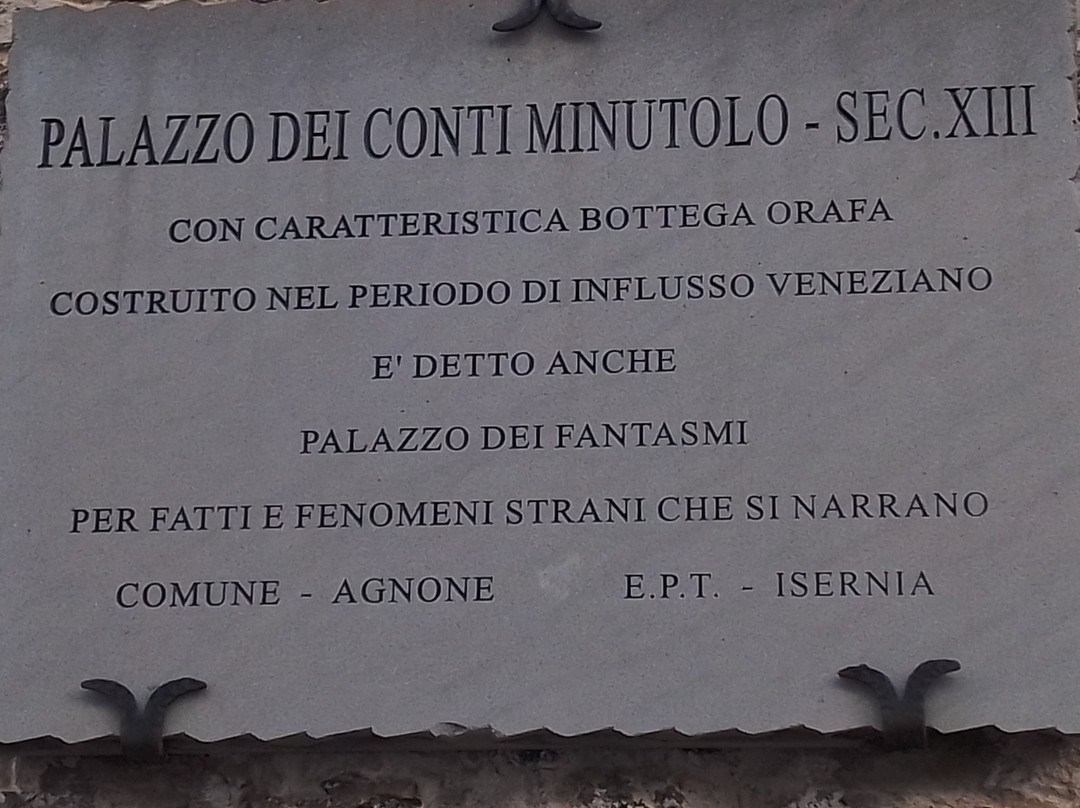 PALAZZO DEI CONTI MINUTOLO - SEC.XIII
CON CARATTERISTICA BOTTEGA ORAFA
COSTRUITO NEL PERIODO DI INFLUSSO VENEZIANO
E' DETTO ANCHE
PALAZZO DEI FANTASMI
PER FATTI E FENOMENI STRANI CHE SI NARRANO
COMUNE - AGNONE E.P.T. - ISERNIA